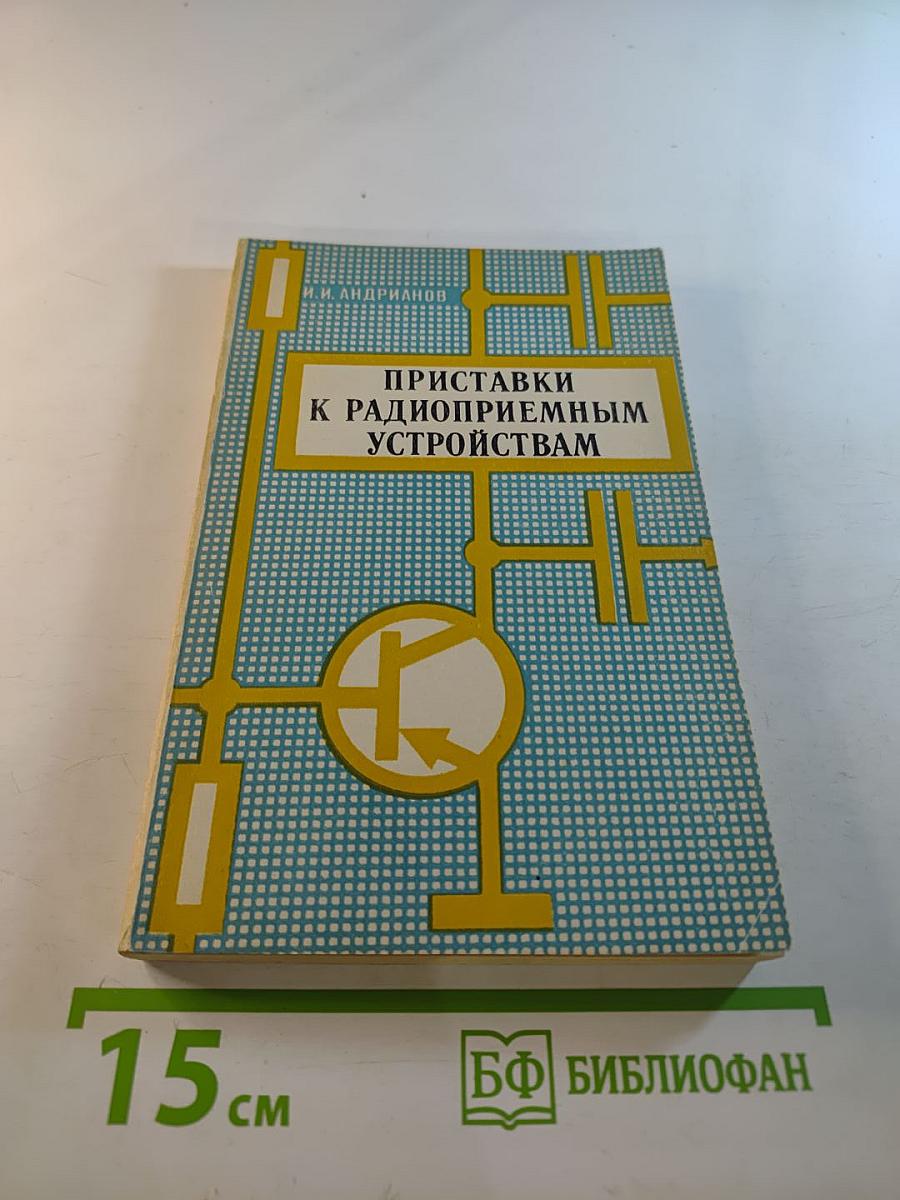 И.И. АНДРИАНОВ
ПРИСТАВКИ
К РАДИОПРИЕМНЫМ
УСТРОЙСТВАМ
15 см
БФ БИБЛИОФАН